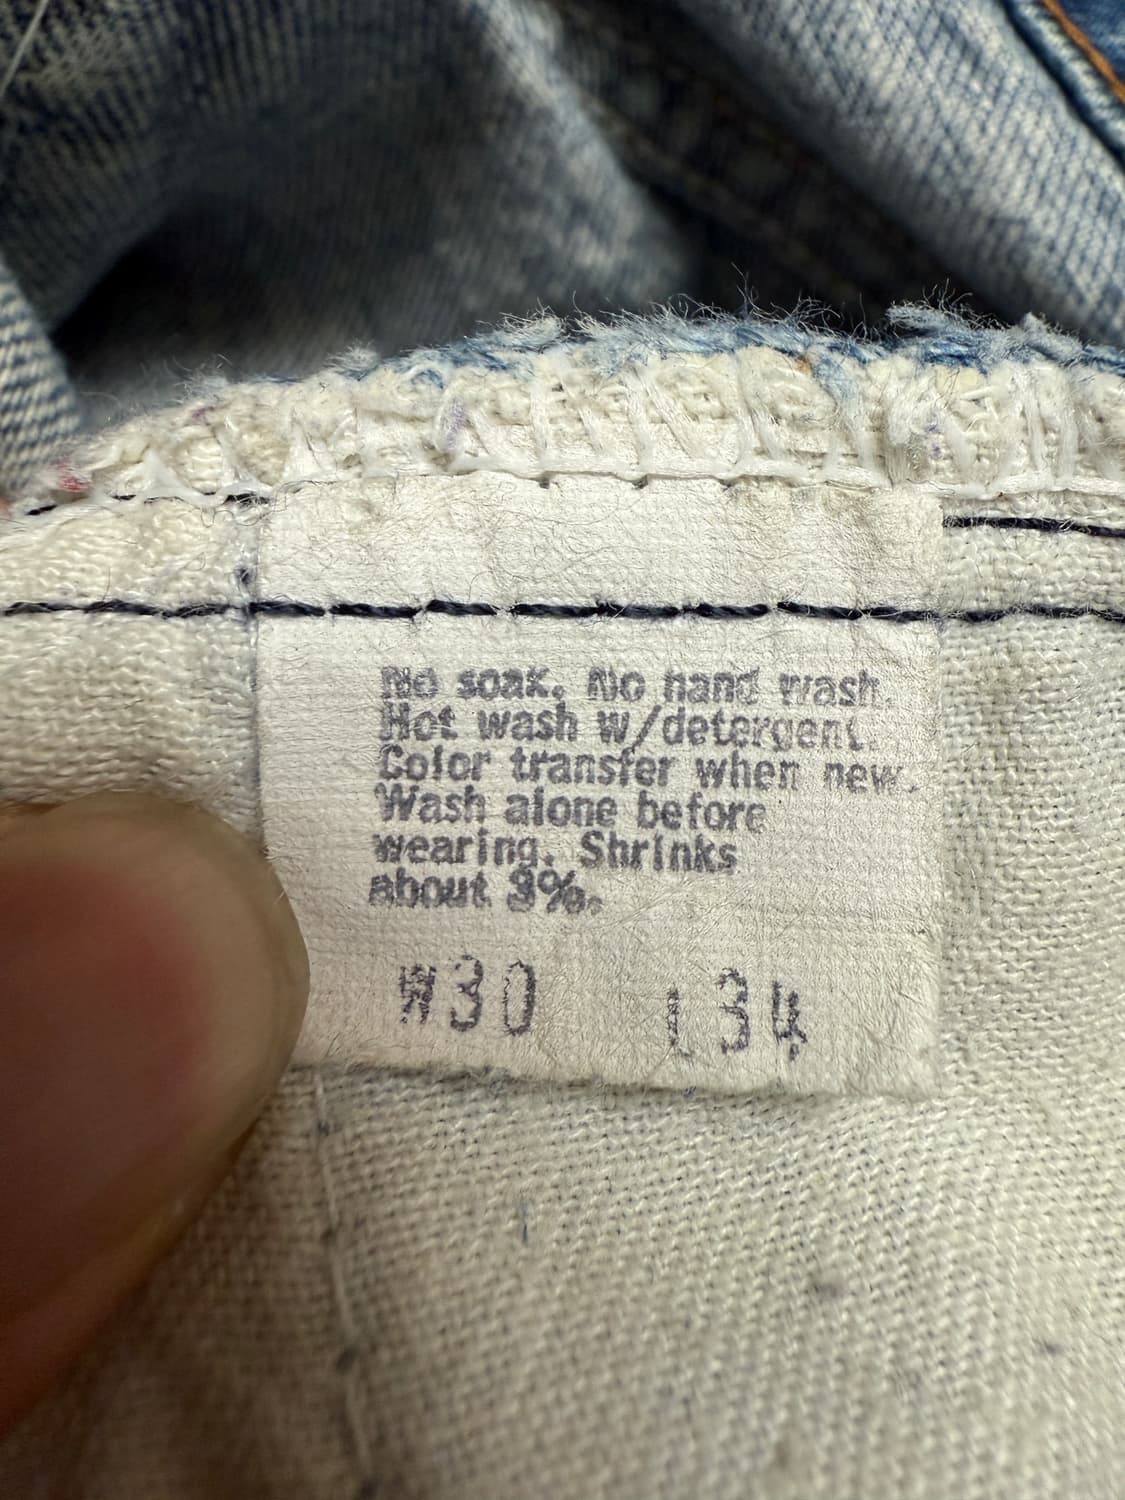 No soak. No hand wash.
Hot wash w/detergent.
Color transfer when new.
Wash alone before
wearing. Shrinks
about 3%.
W30 L34